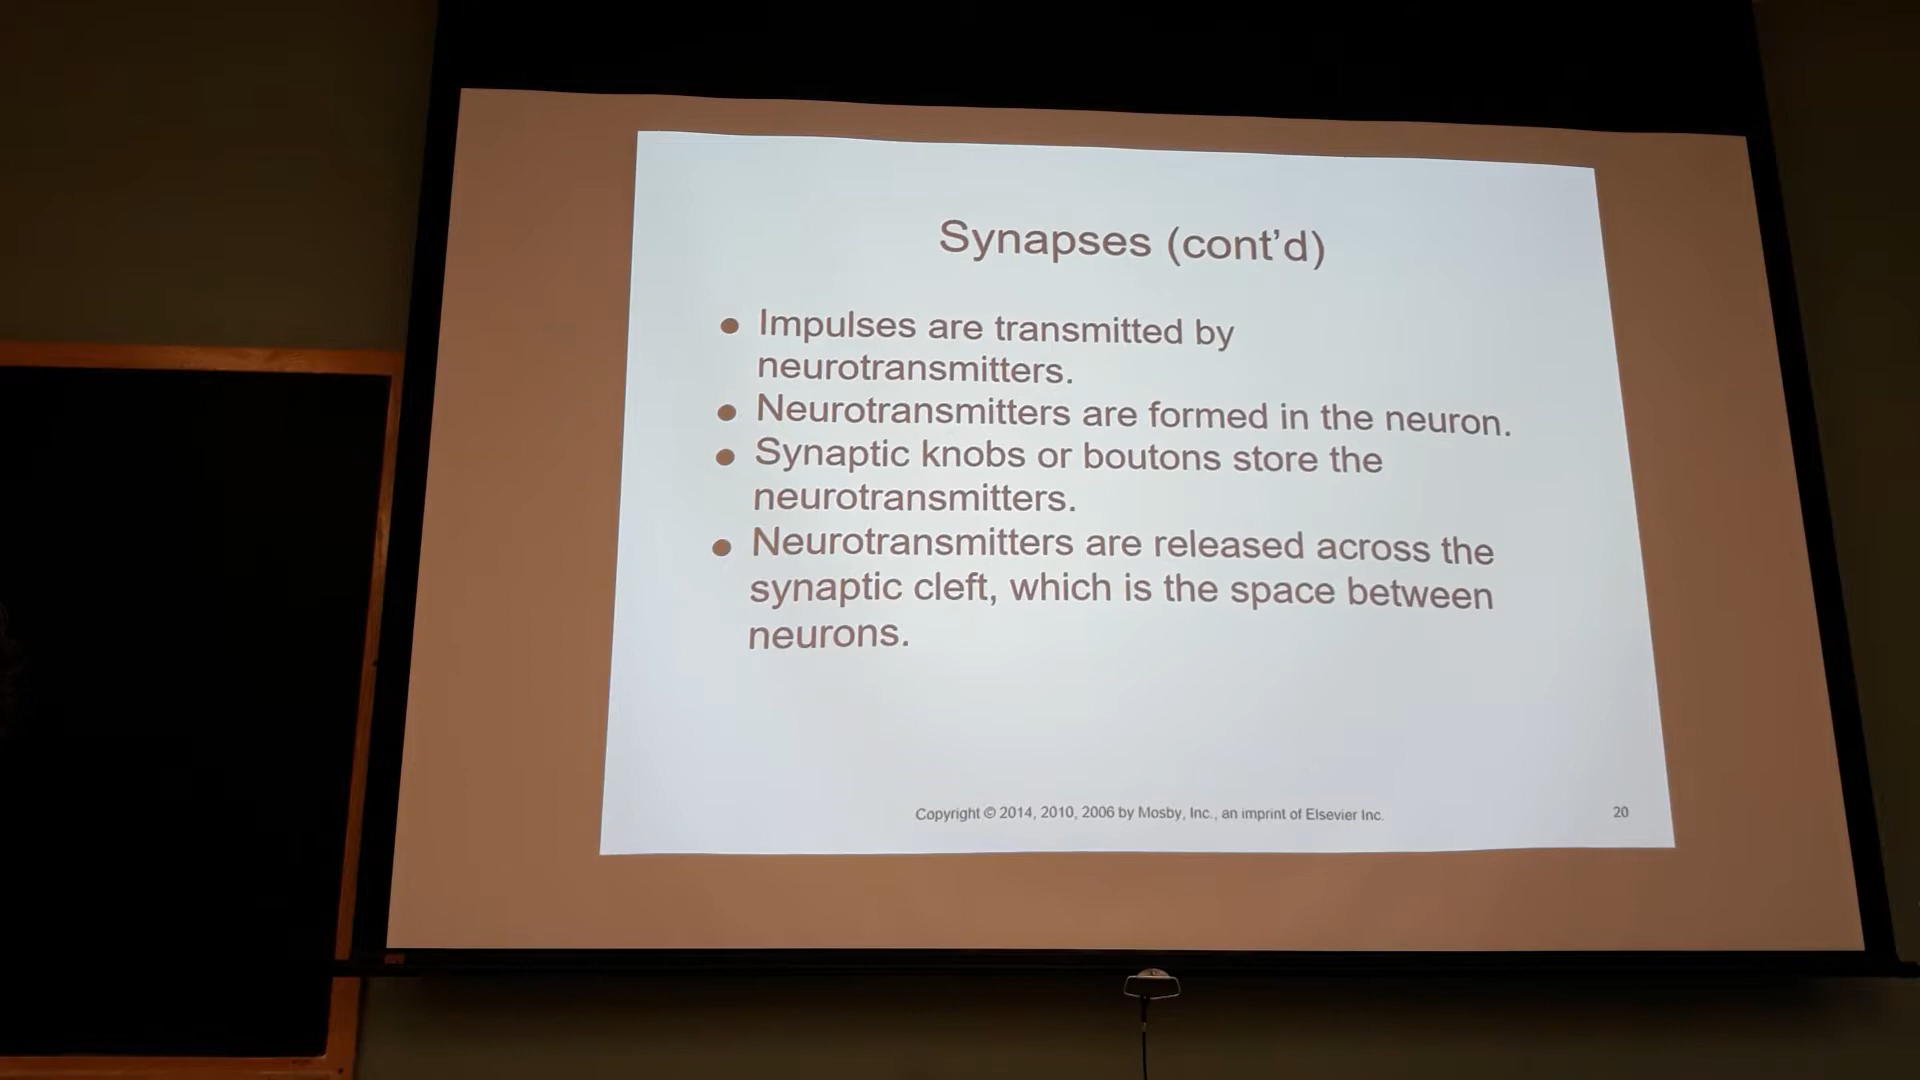 Synapses (cont’d)
● Impulses are transmitted by
neurotransmitters.
● Neurotransmitters are formed in the neuron.
● Synaptic knobs or boutons store the
neurotransmitters.
● Neurotransmitters are released across the
synaptic cleft, which is the space between
neurons.
Copyright © 2014, 2010, 2006 by Mosby, Inc., an imprint of Elsevier Inc.
20